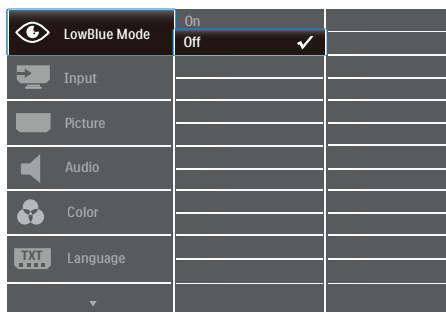 LowBlue Mode
On
Off
Input
Picture
Audio
Color
TXT
Language